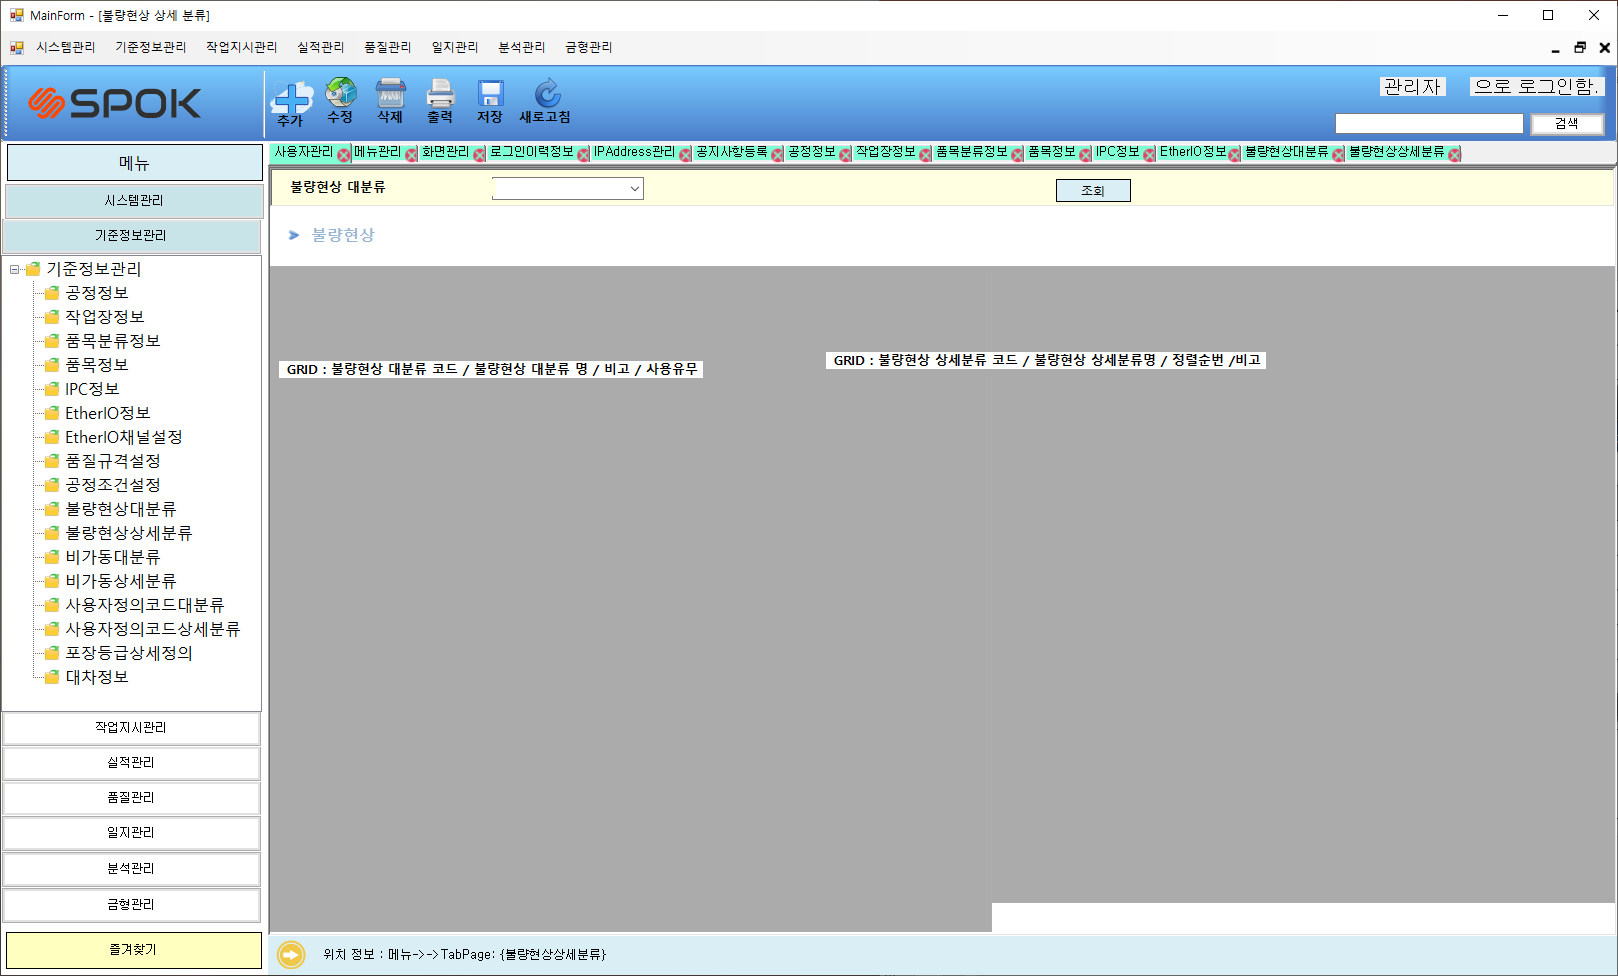 MainForm - [불량현상 상세 분류]
시스템관리 기준정보관리 작업지시관리 실적관리 품질관리 일지관리 분석관리 금형관리
SPOK
추가 수정 삭제 출력 저장 새로고침
관리자 으로 로그인함.
검색
메뉴
시스템관리
기준정보관리
기준정보관리
공정정보
작업장정보
품목분류정보
품목정보
IPC정보
EtherIO정보
EtherIO채널설정
품질규격설정
공정조건설정
불량현상대분류
불량현상상세분류
비가동대분류
비가동상세분류
사용자정의코드대분류
사용자정의코드상세분류
포장등급상세정의
대차정보
작업지시관리
실적관리
품질관리
일지관리
분석관리
금형관리
즐겨찾기
사용자관리 메뉴관리 화면관리 로그인이력정보 IPAddress관리 공지사항등록 공정정보 작업장정보 품목분류정보 품목정보 IPC정보 EtherIO정보 불량현상대분류 불량현상상세분류
불량현상 대분류 조회
불량현상
GRID : 불량현상 대분류 코드 / 불량현상 대분류 명 / 비고 / 사용유무
GRID : 불량현상 상세분류 코드 / 불량현상 상세분류명 / 정렬순번 /비고
위치 정보 : 메뉴->->TabPage: {불량현상상세분류}